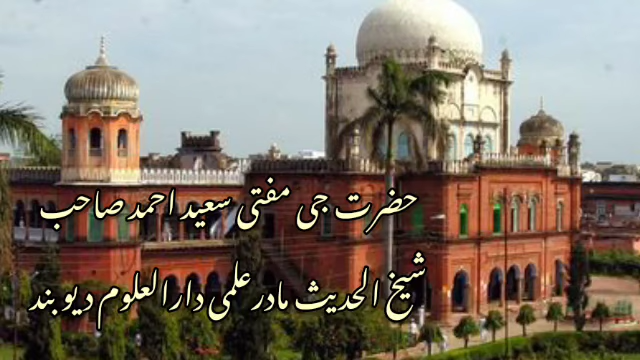 حضرت جی مفتی سعید احمد صاحب
شیخ الحدیث مادر علمی دارالعلوم دیوبند